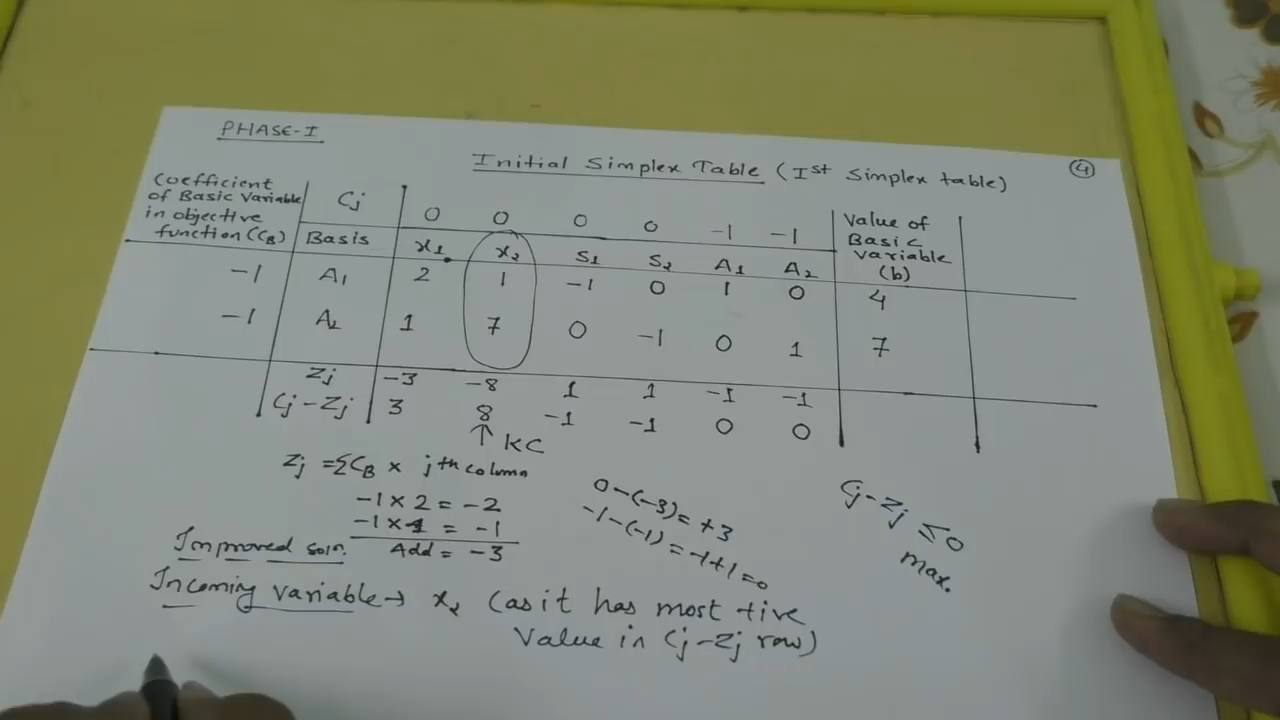 PHASE-I
Initial Simplex Table (Ist Simplex table)
4
Coefficient
of Basic Variable
in objective
function (CB)
Cj
0 0 0 0 -1 -1
Value of
Basic
Variable
(b)
Basis x1 x2 S1 S2 A1 A2
-1 A1 2 1 -1 0 1 0 4
-1 A2 1 7 0 -1 0 1 7
Zj -3 -8 1 1 -1 -1
Cj-Zj 3 8 -1 -1 0 0
↑ KC
Zj = ΣCB × jth column
-1 × 2 = -2
-1 × 1 = -1
Add = -3
0-(-3) = +3
-1-(-1) = -1+1 = 0
Cj-Zj ≤ 0
max.
Improved soln.
Incoming variable → x2 (as it has most +ive
Value in Cj-Zj row)